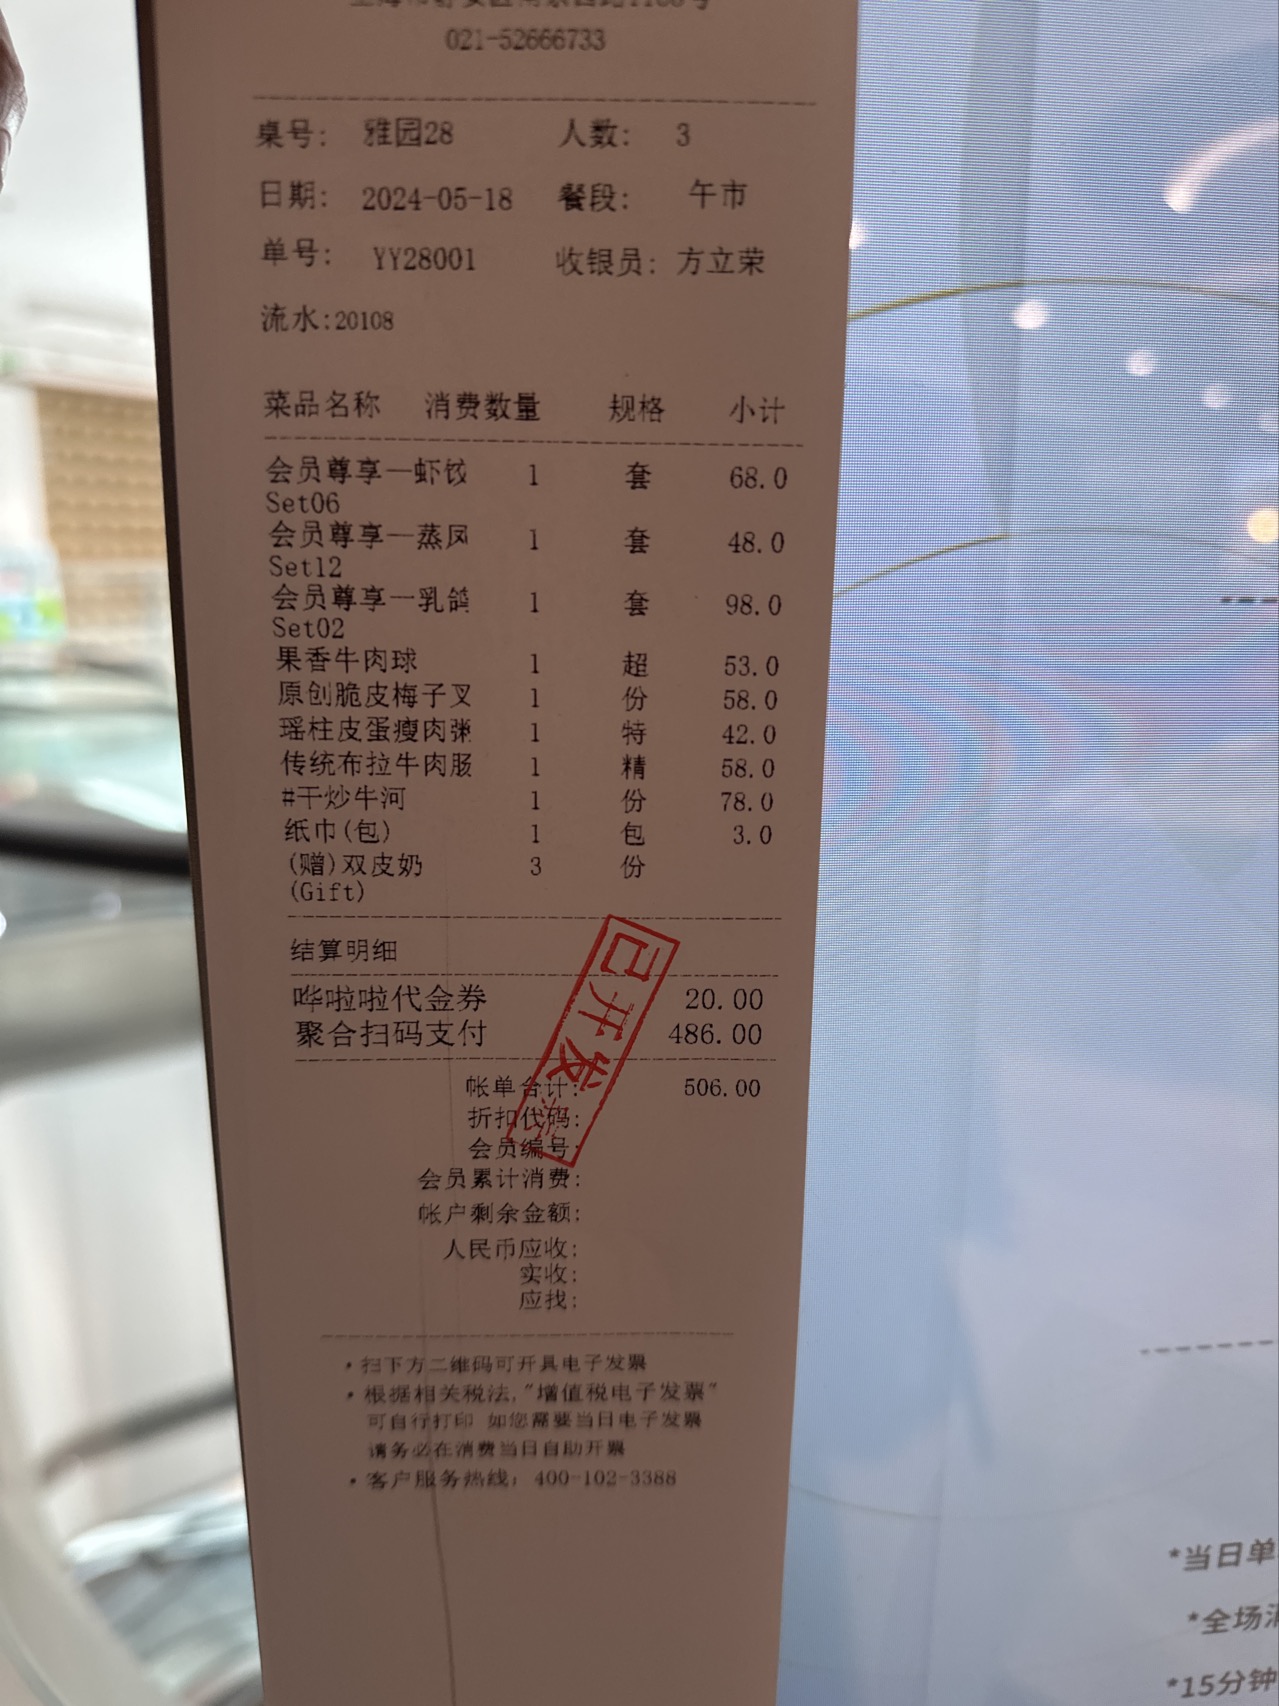 021-52666733
桌号: 雅园28 人数: 3
日期: 2024-05-18 餐段: 午市
单号: YY28001 收银员: 方立荣
流水:20108
菜品名称 消费数量 规格 小计
会员尊享一虾饺 1 套 68.0
Set06
会员尊享一蒸凤 1 套 48.0
Set12
会员尊享一乳鸽 1 套 98.0
Set02
果香牛肉球 1 超 53.0
原创脆皮梅子叉 1 份 58.0
瑶柱皮蛋瘦肉粥 1 特 42.0
传统布拉牛肉肠 1 精 58.0
#干炒牛河 1 份 78.0
纸巾(包) 1 包 3.0
(赠)双皮奶 3 份
(Gift)
结算明细
哗啦啦代金券 20.00
聚合扫码支付 486.00
已开发票
帐单合计: 506.00
折扣代码:
会员编号:
会员累计消费:
帐户剩余金额:
人民币应收:
实收:
应找:
·扫下方二维码可开具电子发票
·根据相关税法,"增值税电子发票"
可自行打印 如您需要当日电子发票
请务必在消费当日自助开票
·客户服务热线: 400-102-3388
*当日单
*全场
*15分钟